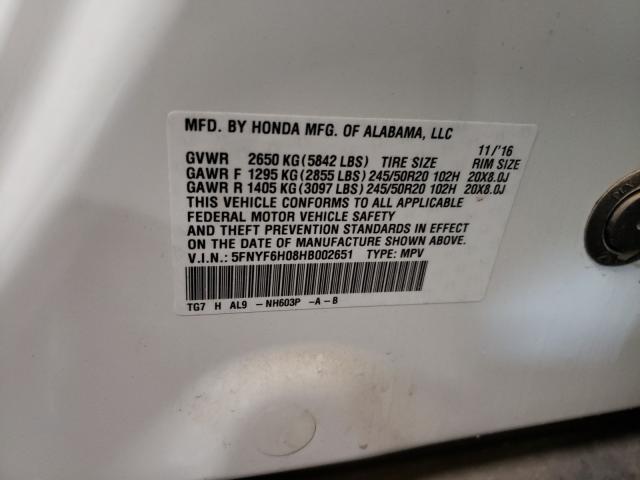 MFD. BY HONDA MFG. OF ALABAMA, LLC
11/'16
GVWR 2650 KG(5842 LBS) TIRE SIZE RIM SIZE
GAWR F 1295 KG(2855 LBS)245/50R20 102H 20X8.0J
GAWR R 1405 KG(3097 LBS)245/50R20 102H 20X8.0J
THIS VEHICLE CONFORMS TO ALL APPLICABLE
FEDERAL MOTOR VEHICLE SAFETY
AND THEFT PREVENTION STANDARDS IN EFFECT
ON THE DATE OF MANUFACTURE SHOWN ABOVE.
V.I.N.: 5FNYF6H08HB002651 TYPE: MPV
TG7 H AL9 -NH603P -A-B